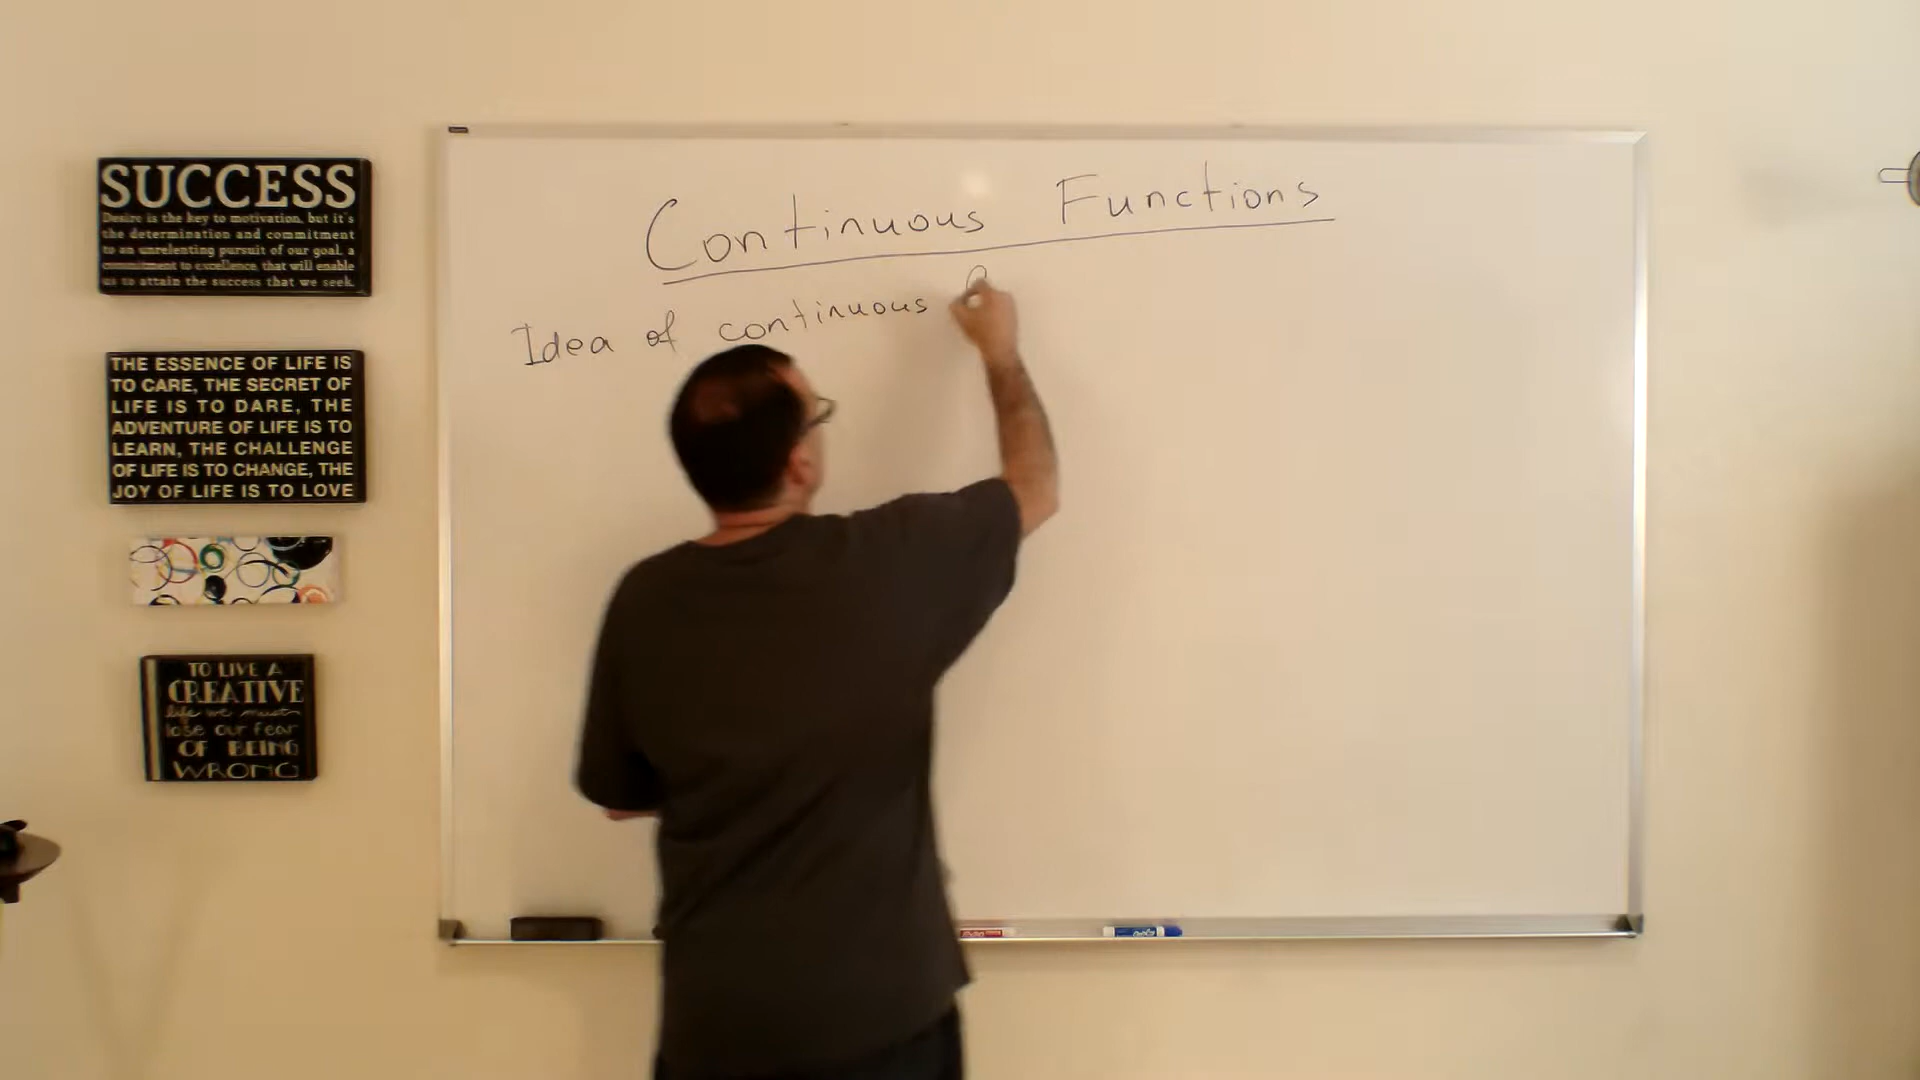 Continuous Functions
Idea of continuous
SUCCESS
Desire is the key to motivation, but it's
the determination and commitment
to an unrelenting pursuit of our goal, a
commitment to excellence, that will enable
us to attain the success that we seek.
THE ESSENCE OF LIFE IS
TO CARE, THE SECRET OF
LIFE IS TO DARE, THE
ADVENTURE OF LIFE IS TO
LEARN, THE CHALLENGE
OF LIFE IS TO CHANGE, THE
JOY OF LIFE IS TO LOVE
TO LIVE A
CREATIVE
life we must
lose our fear
OF BEING
WRONG